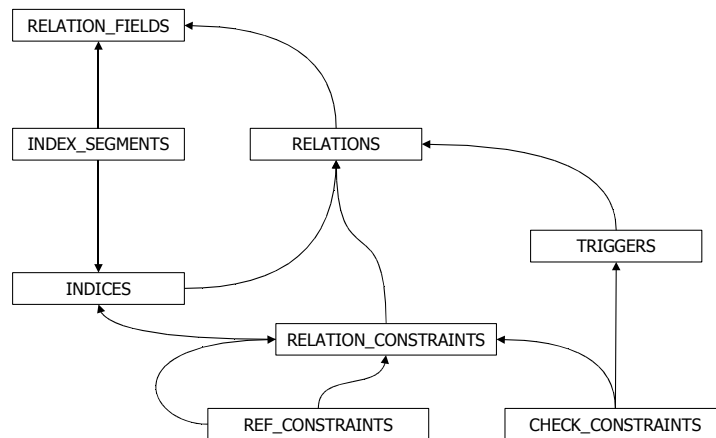 RELATION_FIELDS
INDEX_SEGMENTS
RELATIONS
TRIGGERS
INDICES
RELATION_CONSTRAINTS
REF_CONSTRAINTS
CHECK_CONSTRAINTS